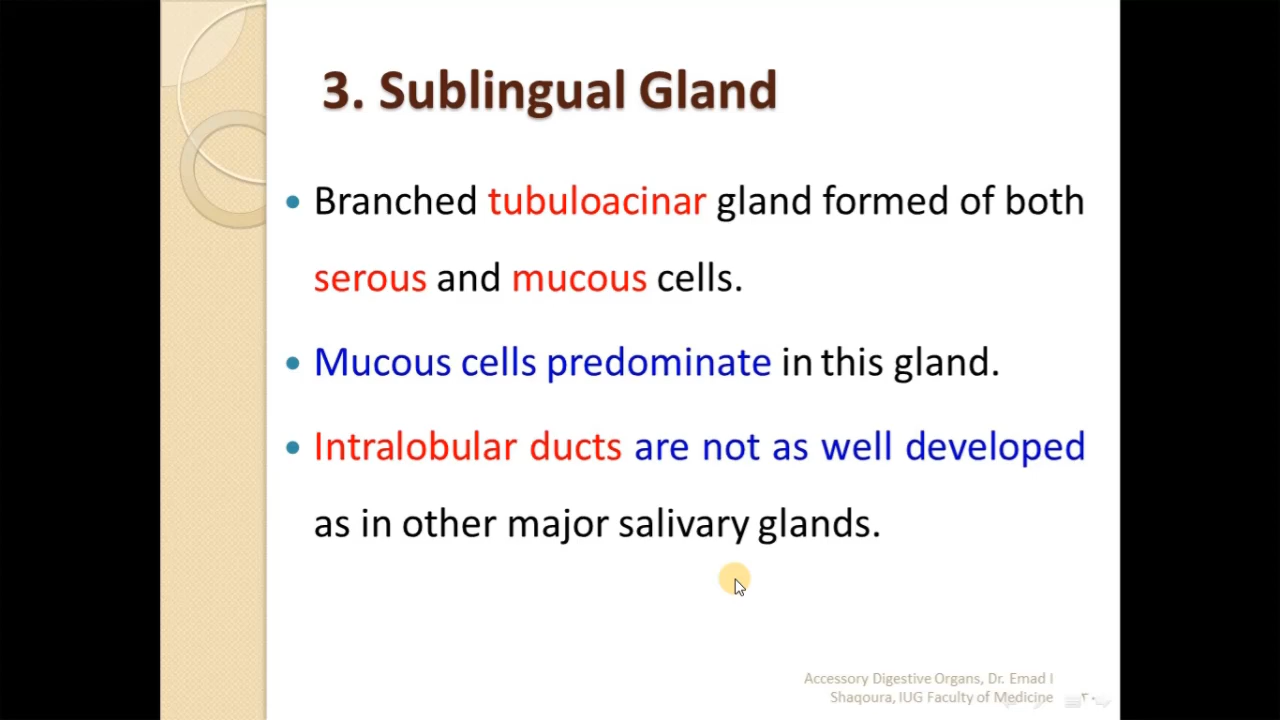 3. Sublingual Gland
• Branched tubuloacinar gland formed of both
serous and mucous cells.
• Mucous cells predominate in this gland.
• Intralobular ducts are not as well developed
as in other major salivary glands.
Accessory Digestive Organs, Dr. Emad I
Shaqoura, IUG Faculty of Medicine
٢٠